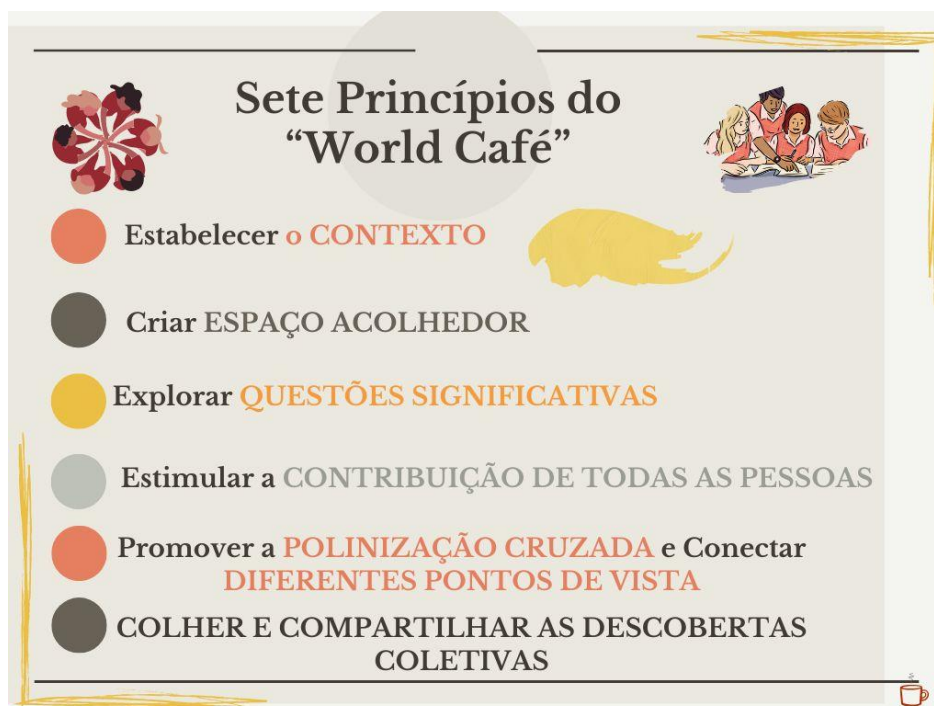 Sete Princípios do
“World Café”
Estabelecer o CONTEXTO
Criar ESPAÇO ACOLHEDOR
Explorar QUESTÕES SIGNIFICATIVAS
Estimular a CONTRIBUIÇÃO DE TODAS AS PESSOAS
Promover a POLINIZAÇÃO CRUZADA e Conectar
DIFERENTES PONTOS DE VISTA
COLHER E COMPARTILHAR AS DESCOBERTAS
COLETIVAS